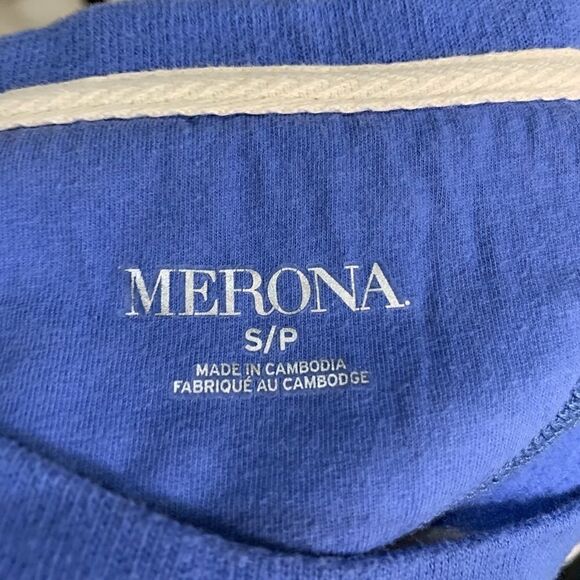 MERONA.
S/P
MADE IN CAMBODIA
FABRIQUÉ AU CAMBODGE